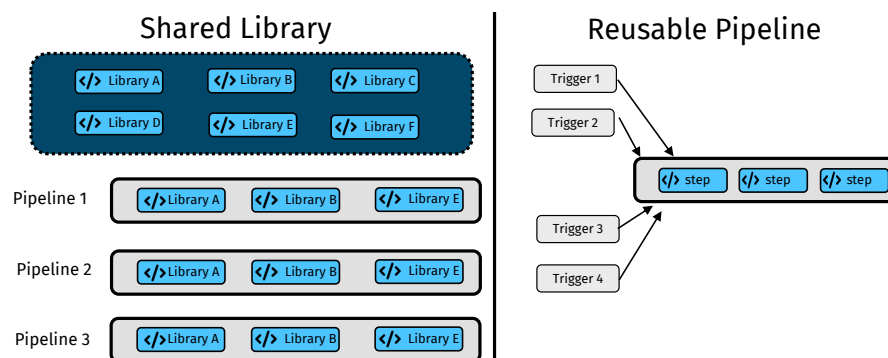 Shared Library
</> Library A
</> Library B
</> Library C
</> Library D
</> Library E
</> Library F
Pipeline 1
</> Library A
</> Library B
</> Library E
Pipeline 2
</> Library A
</> Library B
</> Library E
Pipeline 3
</> Library A
</> Library B
</> Library E
Reusable Pipeline
Trigger 1
Trigger 2
</> step
</> step
</> step
Trigger 3
Trigger 4